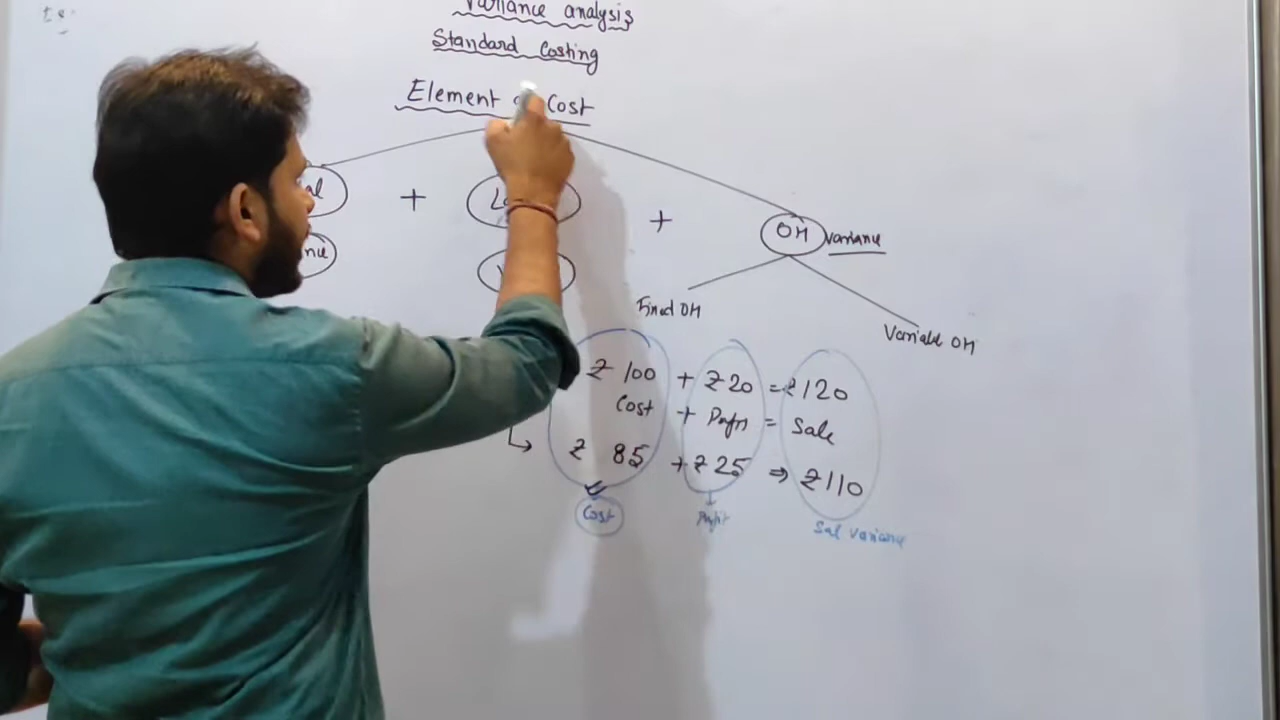 Variance analysis
Standard Costing
Element Cost
al + + OH variance
Fixed OH
Variable OH
₹ 100 + ₹20 = ₹120
Cost + Profit = Sale
₹ 85 + ₹25 ⇒ ₹110
Cost
Profit
Sal Variance